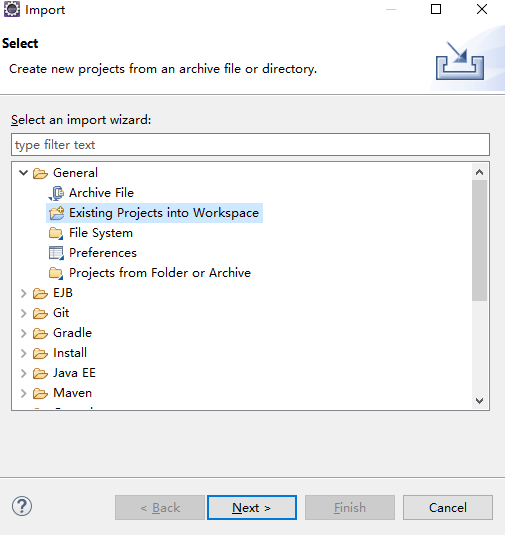 Import
Select
Create new projects from an archive file or directory.
Select an import wizard:
type filter text
General
Archive File
Existing Projects into Workspace
File System
Preferences
Projects from Folder or Archive
EJB
Git
Gradle
Install
Java EE
Maven
?
< Back
Next >
Finish
Cancel